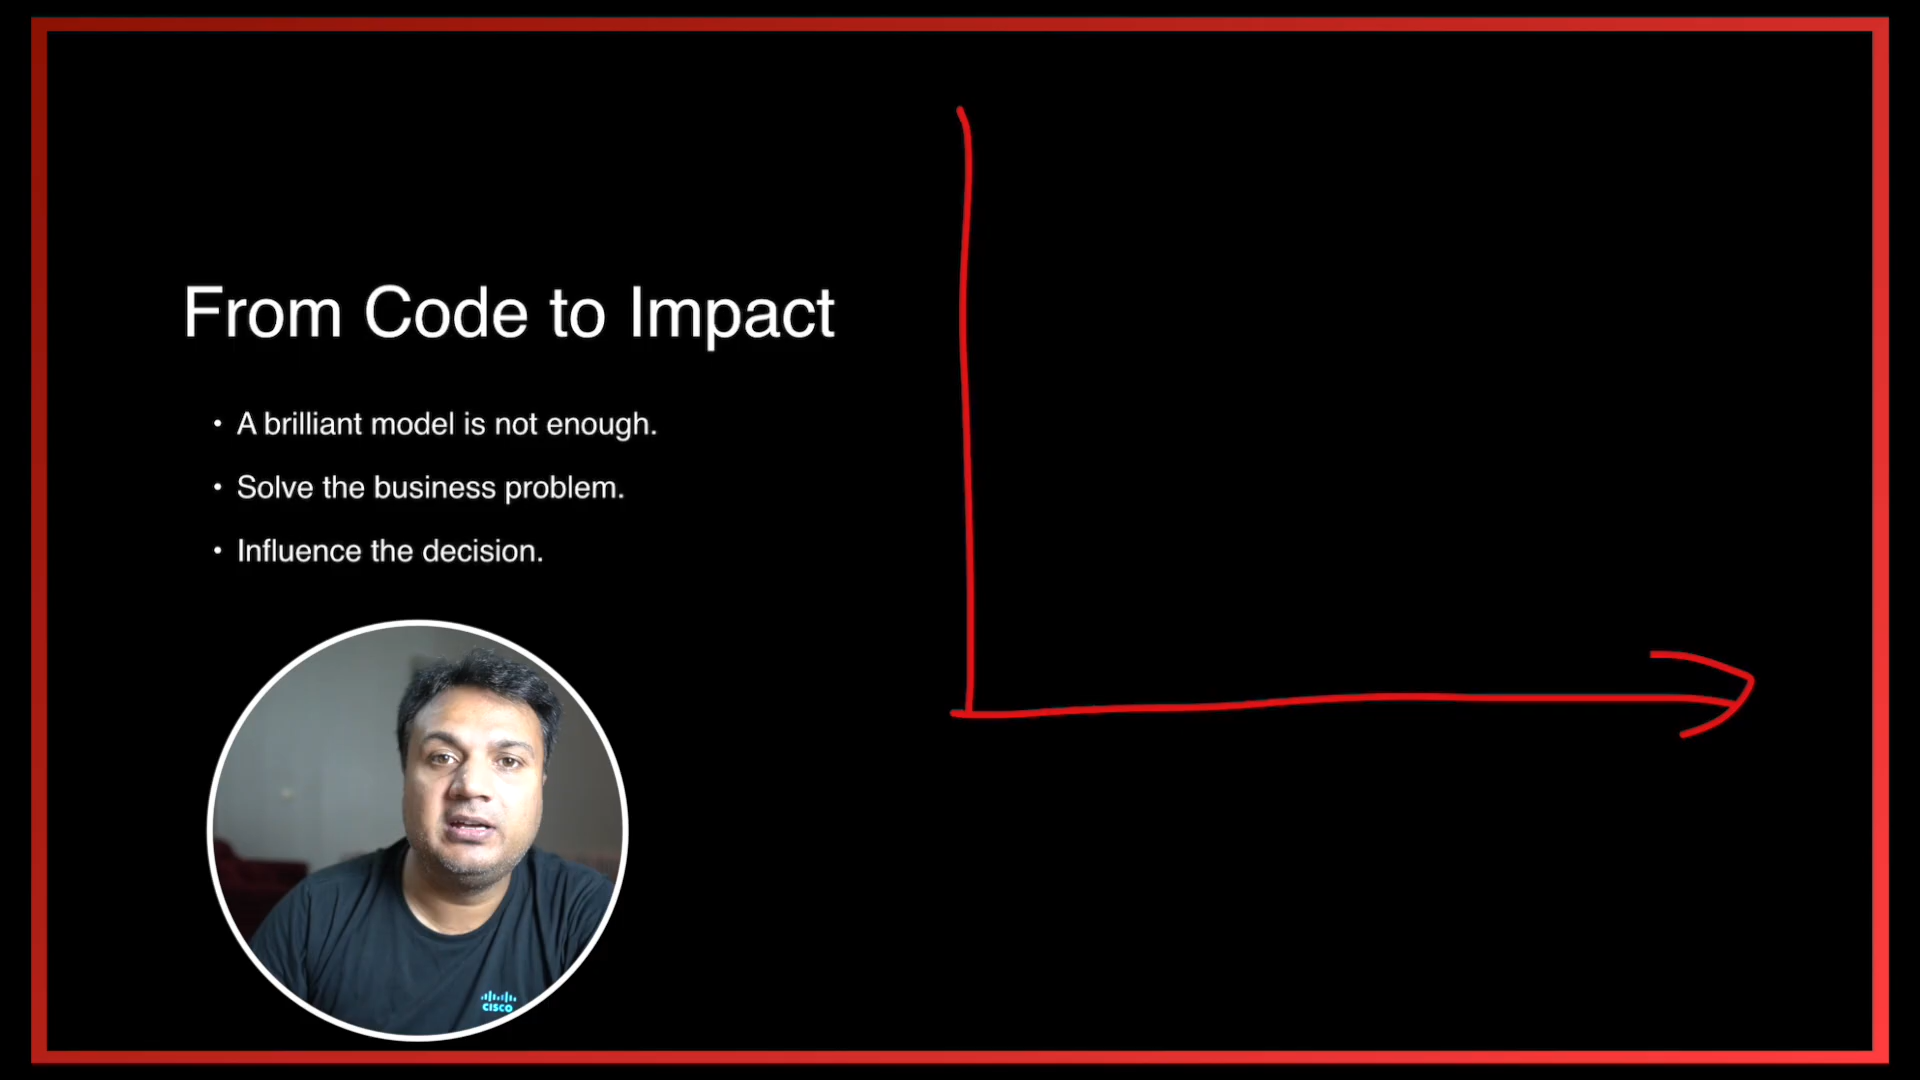 From Code to Impact
• A brilliant model is not enough.
• Solve the business problem.
• Influence the decision.
CISCO